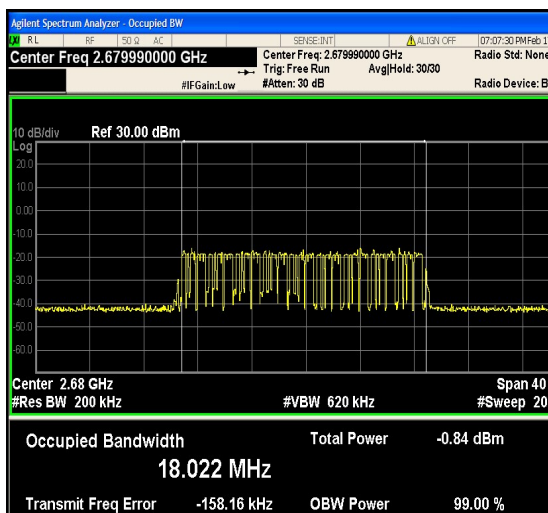 Agilent Spectrum Analyzer - Occupied BW
RL RF 50 Ω AC SENSE:INT ALIGN OFF 07:07:30 PM Feb 1
Center Freq 2.679990000 GHz Center Freq: 2.679990000 GHz Radio Std: None
Trig: Free Run Avg|Hold: 30/30
#IFGain:Low #Atten: 30 dB Radio Device: B
10 dB/div Ref 30.00 dBm
Log
20.0
10.0
0.00
-10.0
-20.0
-30.0
-40.0
-50.0
-60.0
Center 2.68 GHz Span 40
#Res BW 200 kHz #VBW 620 kHz #Sweep 20
Occupied Bandwidth Total Power -0.84 dBm
18.022 MHz
Transmit Freq Error -158.16 kHz OBW Power 99.00 %